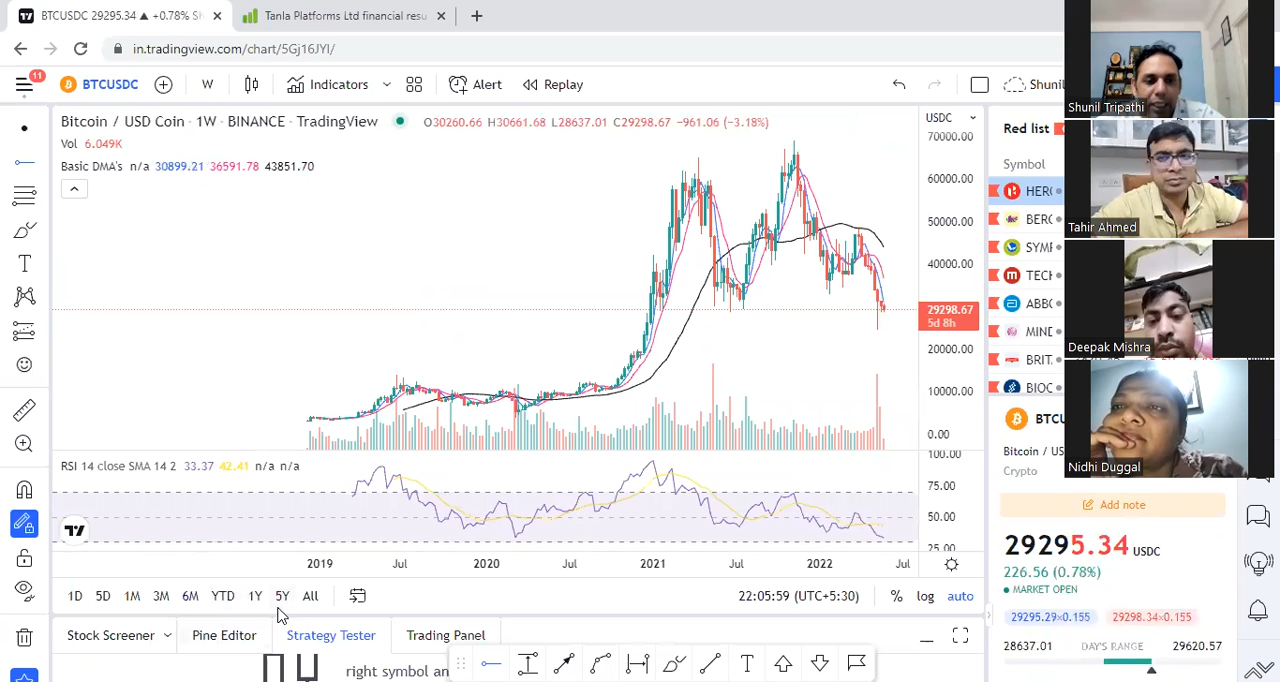 BTCUSDC 29295.34 ▲ +0.78%
Tanla Platforms Ltd financial resu
in.tradingview.com/chart/5Gj16JYI/
11
BTCUSDC
W
Indicators
Alert
Replay
Shunil
Bitcoin / USD Coin · 1W · BINANCE · TradingView
O30260.66 H30661.68 L28637.01 C29298.67 −961.06 (−3.18%)
Vol 6.049K
Basic DMA's n/a 30899.21 36591.78 43851.70
USDC
70000.00
60000.00
50000.00
40000.00
29298.67
5d 8h
20000.00
10000.00
0.00
RSI 14 close SMA 14 2 33.37 42.41 n/a n/a
100.00
75.00
50.00
25.00
2019 Jul 2020 Jul 2021 Jul 2022 Jul
1D 5D 1M 3M 6M YTD 1Y 5Y All
22:05:59 (UTC+5:30)
% log auto
Stock Screener
Pine Editor
Strategy Tester
Trading Panel
right symbol an
Red list
Symbol
HERO
BERG
SYMP
TECH
ABBO
MIND
BRIT
BIOC
Shunil Tripathi
Tahir Ahmed
Deepak Mishra
Nidhi Duggal
BTCU
Bitcoin / US
Crypto
Add note
29295.34 USDC
226.56 (0.78%)
MARKET OPEN
29295.29×0.155
29298.34×0.155
28637.01 DAY'S RANGE 29620.57